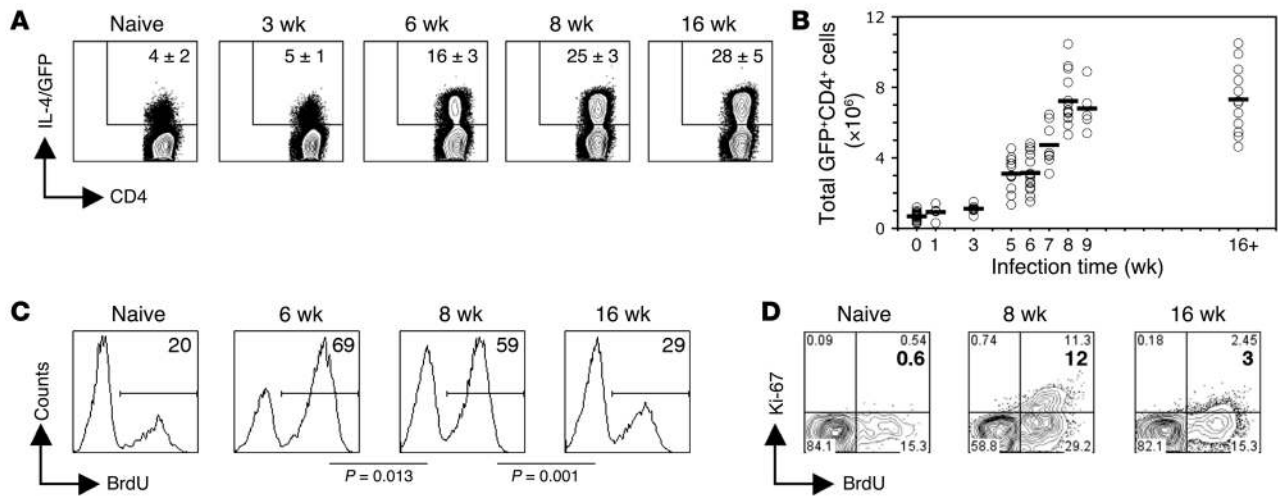 A
Naive
3 wk
6 wk
8 wk
16 wk
4 ± 2
5 ± 1
16 ± 3
25 ± 3
28 ± 5
IL-4/GFP
CD4
B
Total GFP+CD4+ cells
(×10⁶)
12
8
4
0
0 1 3 5 6 7 8 9 16+
Infection time (wk)
C
Naive
6 wk
8 wk
16 wk
20
69
59
29
Counts
BrdU
P = 0.013
P = 0.001
D
Naive
8 wk
16 wk
0.09 0.54
0.6
84.1 15.3
0.74 11.3
12
58.8 29.2
0.18 2.45
3
82.1 15.3
Ki-67
BrdU